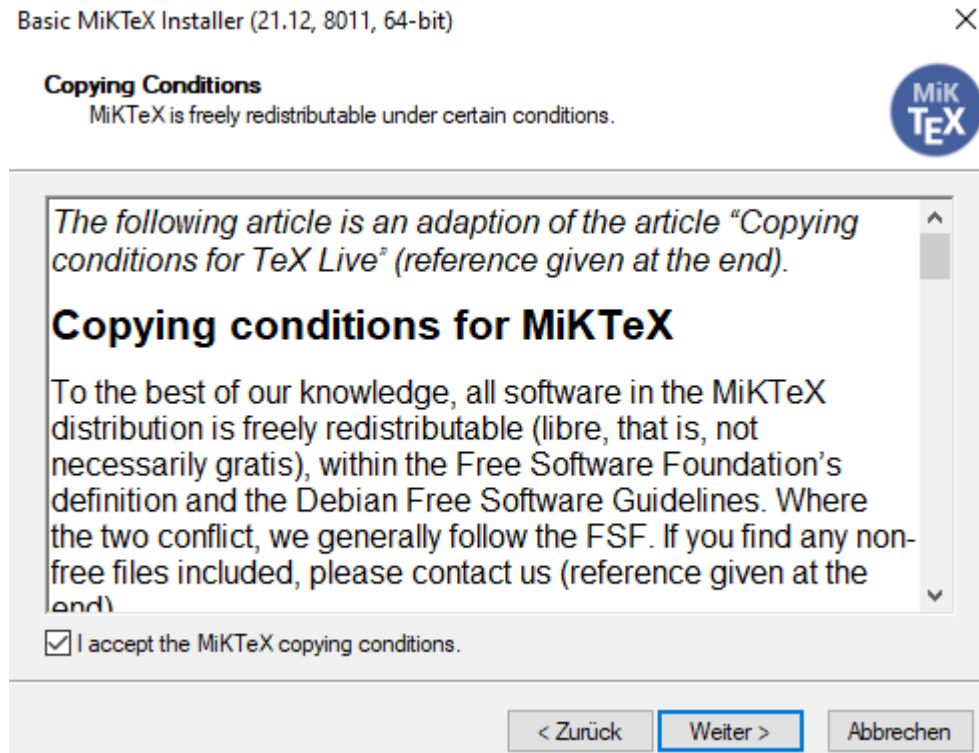 Basic MiKTeX Installer (21.12, 8011, 64-bit)
Copying Conditions
MiKTeX is freely redistributable under certain conditions.
MiK
TEX
The following article is an adaption of the article “Copying
conditions for TeX Live” (reference given at the end).
Copying conditions for MiKTeX
To the best of our knowledge, all software in the MiKTeX
distribution is freely redistributable (libre, that is, not
necessarily gratis), within the Free Software Foundation’s
definition and the Debian Free Software Guidelines. Where
the two conflict, we generally follow the FSF. If you find any non-
free files included, please contact us (reference given at the
end)
I accept the MiKTeX copying conditions.
< Zurück Weiter > Abbrechen